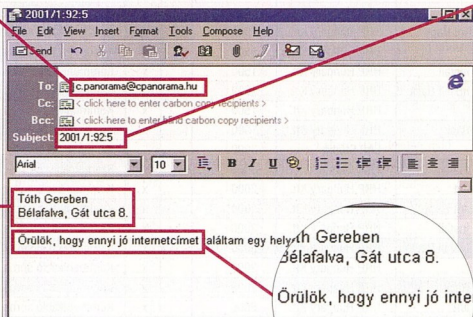 2001/1:92:5
File Edit View Insert Format Tools Compose Help
Send
To: c.panorama@cpanorama.hu
Cc: < click here to enter carbon copy recipients >
Bcc: < click here to enter blind carbon copy recipients >
Subject: 2001/1:92:5
Arial 10 B I U
Tóth Gereben
Bélafalva, Gát utca 8.
Örülök, hogy ennyi jó internetcímet aláltam egy hely
th Gereben
Bélafalva, Gát utca 8.
Örülök, hogy ennyi jó inte